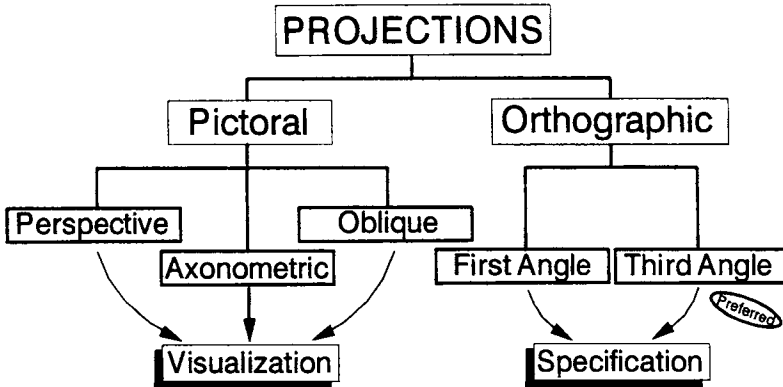 PROJECTIONS
Pictoral
Orthographic
Perspective
Oblique
Axonometric
First Angle
Third Angle
Preferred
Visualization
Specification